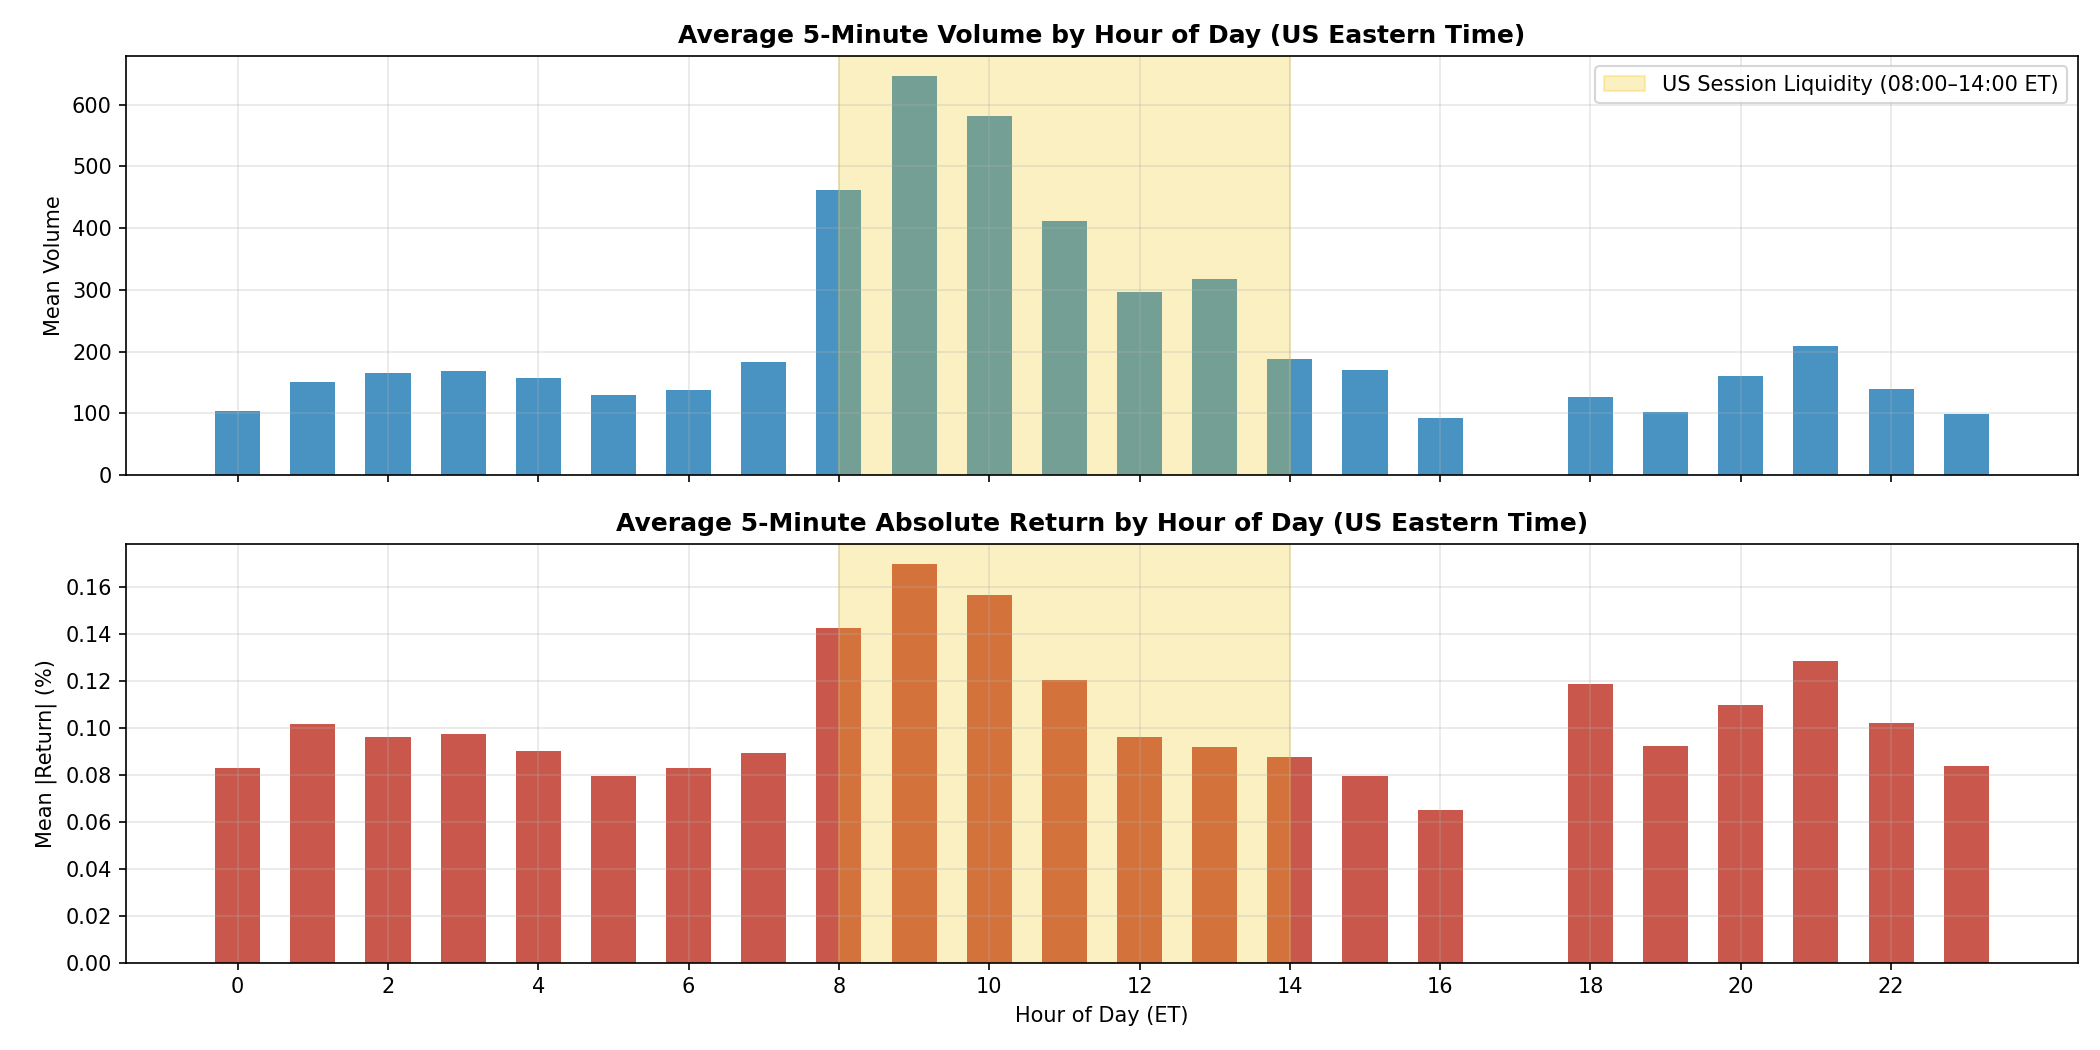 Average 5-Minute Volume by Hour of Day (US Eastern Time)
US Session Liquidity (08:00–14:00 ET)
Mean Volume
600
500
400
300
200
100
0
Average 5-Minute Absolute Return by Hour of Day (US Eastern Time)
Mean |Return| (%)
0.16
0.14
0.12
0.10
0.08
0.06
0.04
0.02
0.00
0 2 4 6 8 10 12 14 16 18 20 22
Hour of Day (ET)